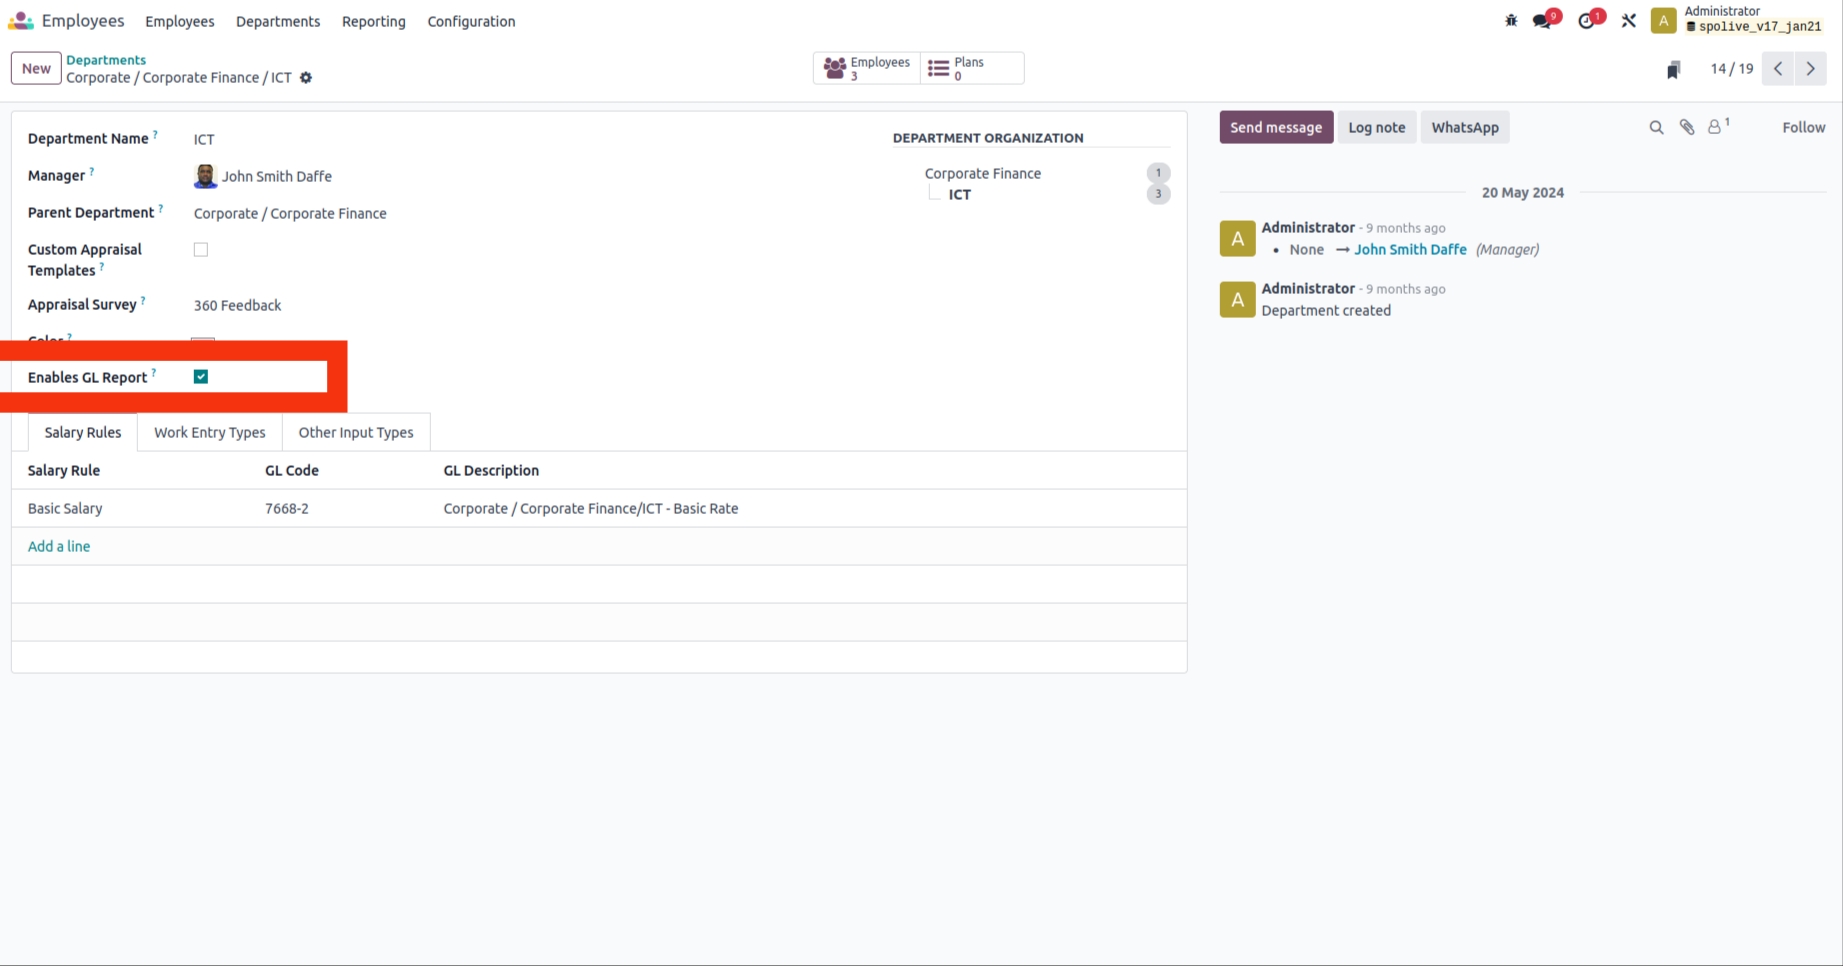 Employees Employees Departments Reporting Configuration
9 1 A Administrator
spolive_v17_jan21
New Departments
Corporate / Corporate Finance / ICT
Employees
3
Plans
0
14 / 19
Department Name ? ICT
Manager ? John Smith Daffe
Parent Department ? Corporate / Corporate Finance
Custom Appraisal
Templates ?
Appraisal Survey ? 360 Feedback
Color ?
Enables GL Report ?
DEPARTMENT ORGANIZATION
Corporate Finance 1
ICT 3
Salary Rules Work Entry Types Other Input Types
Salary Rule GL Code GL Description
Basic Salary 7668-2 Corporate / Corporate Finance/ICT - Basic Rate
Add a line
Send message Log note WhatsApp 1 Follow
20 May 2024
A Administrator - 9 months ago
• None → John Smith Daffe (Manager)
A Administrator - 9 months ago
Department created